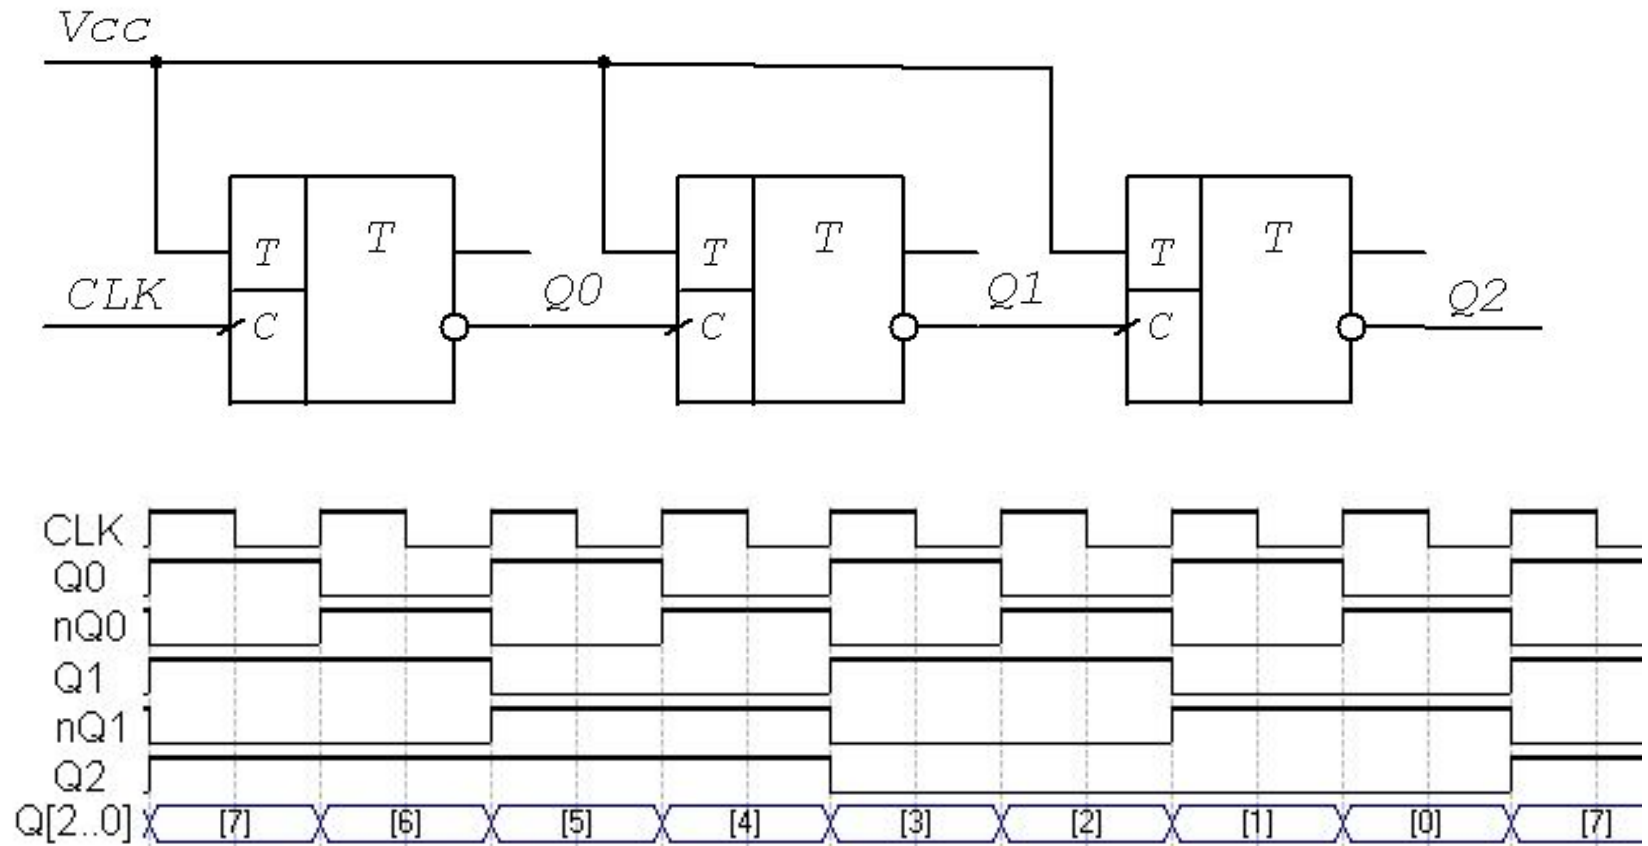 VCC
T T T T T T
CLK C Q0 C Q1 C Q2
CLK
Q0
nQ0
Q1
nQ1
Q2
Q[2..0] [7] [6] [5] [4] [3] [2] [1] [0] [7]